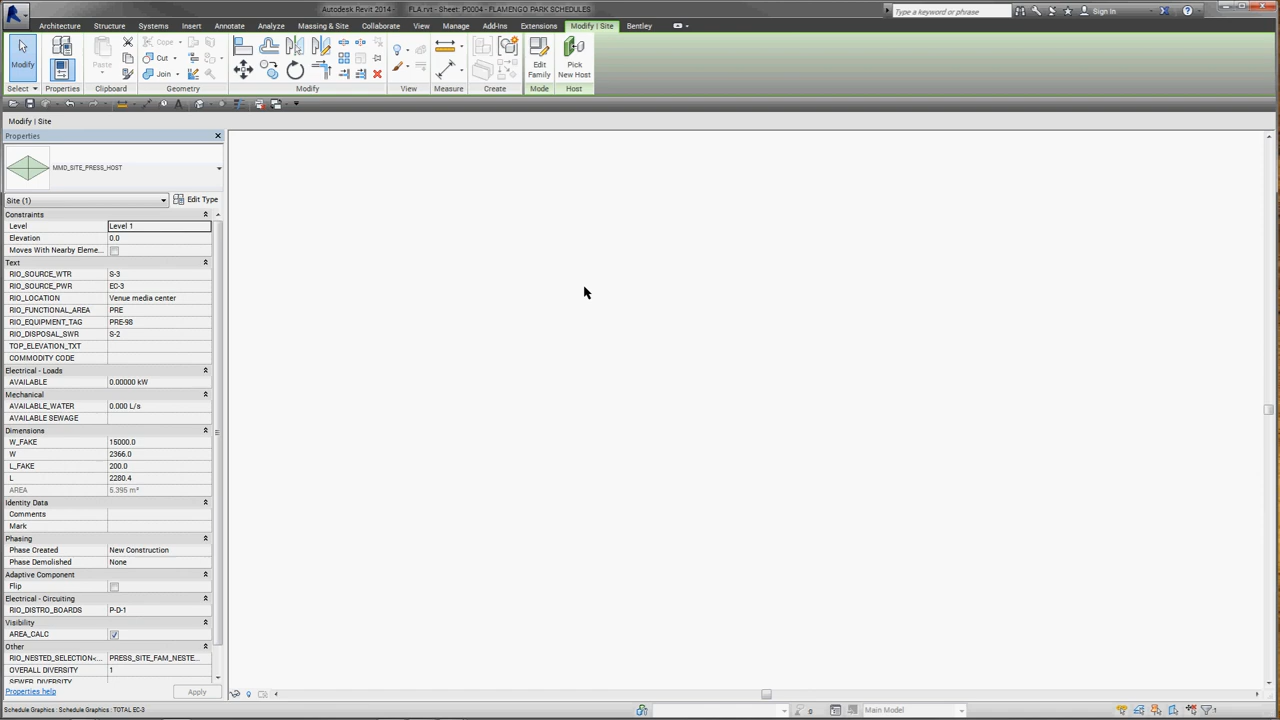 Autodesk Revit 2014 - FLA.rvt - Sheet: P0004 - FLAMENGO PARK SCHEDULES
Type a keyword or phrase
Sign In
Architecture Structure Systems Insert Annotate Analyze Massing & Site Collaborate View Manage Add-Ins Extensions Modify | Site Bentley
Modify
Paste
Cope
Cut
Join
Edit
Family
Pick
New Host
Select Properties Clipboard Geometry Modify View Measure Create Mode Host
Modify | Site
Properties
MMD_SITE_PRESS_HOST
Site (1)
Edit Type
Constraints
Level Level 1
Elevation 0.0
Moves With Nearby Eleme...
Text
RIO_SOURCE_WTR S-3
RIO_SOURCE_PWR EC-3
RIO_LOCATION Venue media center
RIO_FUNCTIONAL_AREA PRE
RIO_EQUIPMENT_TAG PRE-98
RIO_DISPOSAL_SWR S-2
TOP_ELEVATION_TXT
COMMODITY CODE
Electrical - Loads
AVAILABLE 0.00000 kW
Mechanical
AVAILABLE_WATER 0.000 L/s
AVAILABLE SEWAGE
Dimensions
W_FAKE 15000.0
W 2366.0
L_FAKE 200.0
L 2280.4
AREA 5.395 m²
Identity Data
Comments
Mark
Phasing
Phase Created New Construction
Phase Demolished None
Adaptive Component
Flip
Electrical - Circuiting
RIO_DISTRO_BOARDS P-D-1
Visibility
AREA_CALC
Other
RIO_NESTED_SELECTION<... PRESS_SITE_FAM_NESTE...
OVERALL DIVERSITY 1
SEWER_DIVERSITY
Properties help
Apply
Schedule Graphics : Schedule Graphics : TOTAL EC-3
:0
Main Model
:1